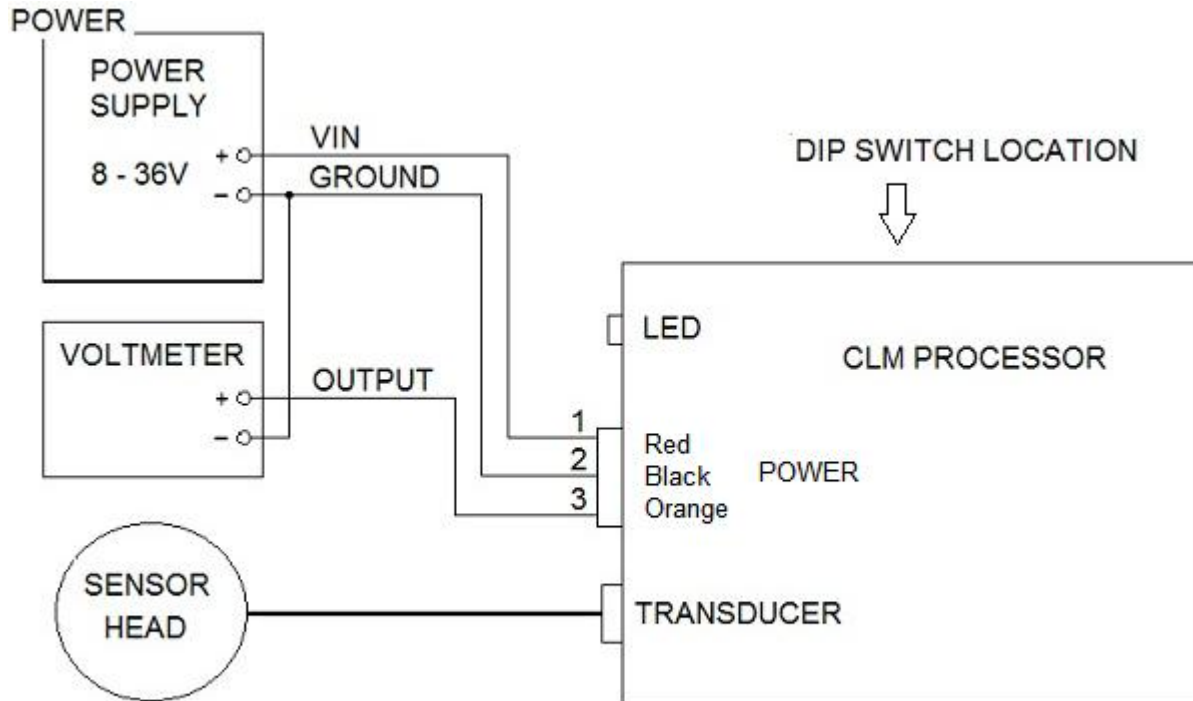 POWER
POWER
SUPPLY
8 - 36V
+
-
VIN
GROUND
DIP SWITCH LOCATION
VOLTMETER
+
-
OUTPUT
LED
CLM PROCESSOR
1
2
3
Red
Black
Orange
POWER
SENSOR
HEAD
TRANSDUCER